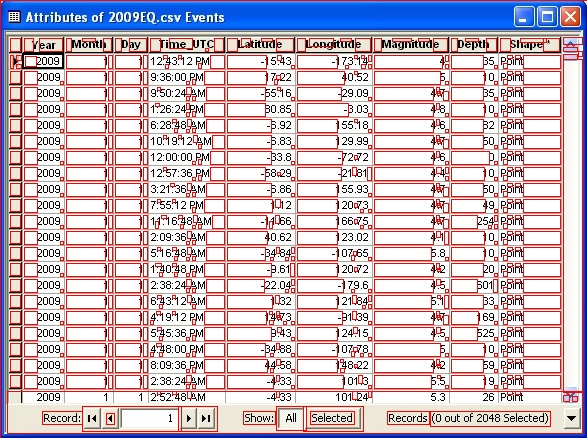 Attributes of 2009EQ.csv Events
Year Month Day Time_UTC Latitude Longitude Magnitude Depth Shape
2009 1 1 12:43:12 PM -15.43 35 Point
2009 1 1 9:36:00 PM 17.22 40.52 5 10 Point
2009 1 1 9:50:24 AM -55.16 -29.09 4.7 35 Point
2009 1 1 1:26:24 PM 80.85 -3.03 4.8 10 Point
2009 1 1 6:28:48 AM -6.92 155.18 4.6 82 Point
2009 1 1 10:19:12 AM -6.83 129.99 4.7 50 Point
2009 1 1 12:00:00 PM -33.8 -72.72 4.6 Point
2009 1 1 12:57:36 PM -58.29 -21.81 4.4 10 Point
2009 1 1 3:21:36 AM -6.86 155.93 4.7 50 Point
2009 1 1 7:55:12 PM 1.12 120.73 4.7 49 Point
2009 1 1 11:16:48 AM -14.66 166.75 4.7 254 Point
2009 1 1 2:09:36 AM 40.62 123.02 4.1 10 Point
2009 1 1 5:16:48 AM -34.84 -107.65 5.8 10 Point
2009 1 1 1:40:48 PM -9.61 120.72 4.2 20 Point
2009 1 1 2:38:24 AM -22.04 -179.6 4.5 601 Point
2009 1 1 6:43:12 AM 1.32 121.84 5.1 33 Point
2009 1 1 4:19:12 PM 14.73 -91.39 4.7 169 Point
2009 1 1 5:45:36 PM 9.43 124.15 4.5 525 Point
2009 1 1 4:48:00 PM -34.88 -107.78 5 10 Point
2009 1 1 8:09:36 PM 44.58 148.22 4.2 59 Point
2009 1 1 2:38:24 AM -4.33 101.3 5.5 19 Point
2009 1 1 2:52:48 AM -4.33 101.24 5.3 26 Point
Record: 1 Show: All Selected Records (0 out of 2048 Selected)